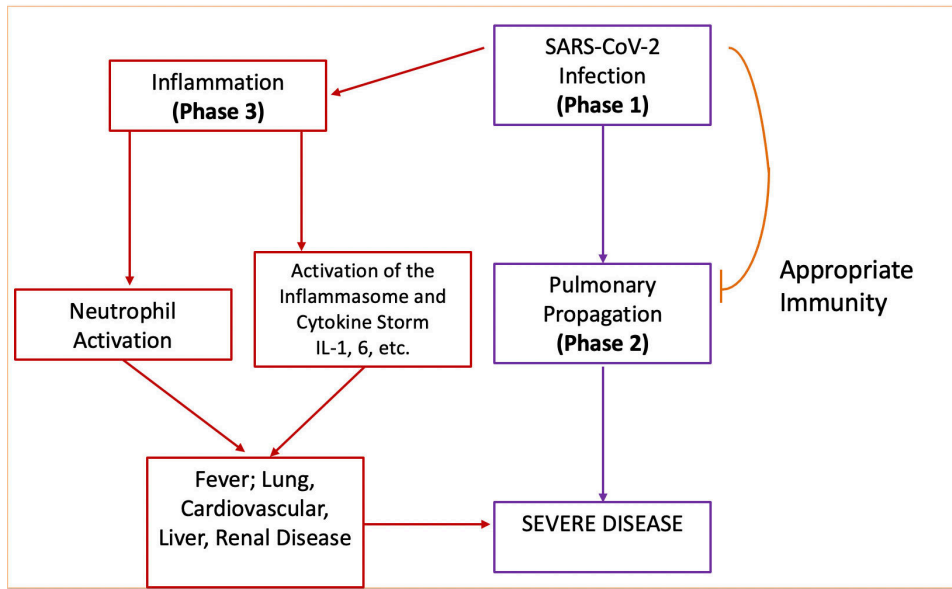 SARS-CoV-2
Infection
(Phase 1)
Inflammation
(Phase 3)
Activation of the
Inflammasome and
Cytokine Storm
IL-1, 6, etc.
Neutrophil
Activation
Pulmonary
Propagation
(Phase 2)
Appropriate
Immunity
Fever; Lung,
Cardiovascular,
Liver, Renal Disease
SEVERE DISEASE